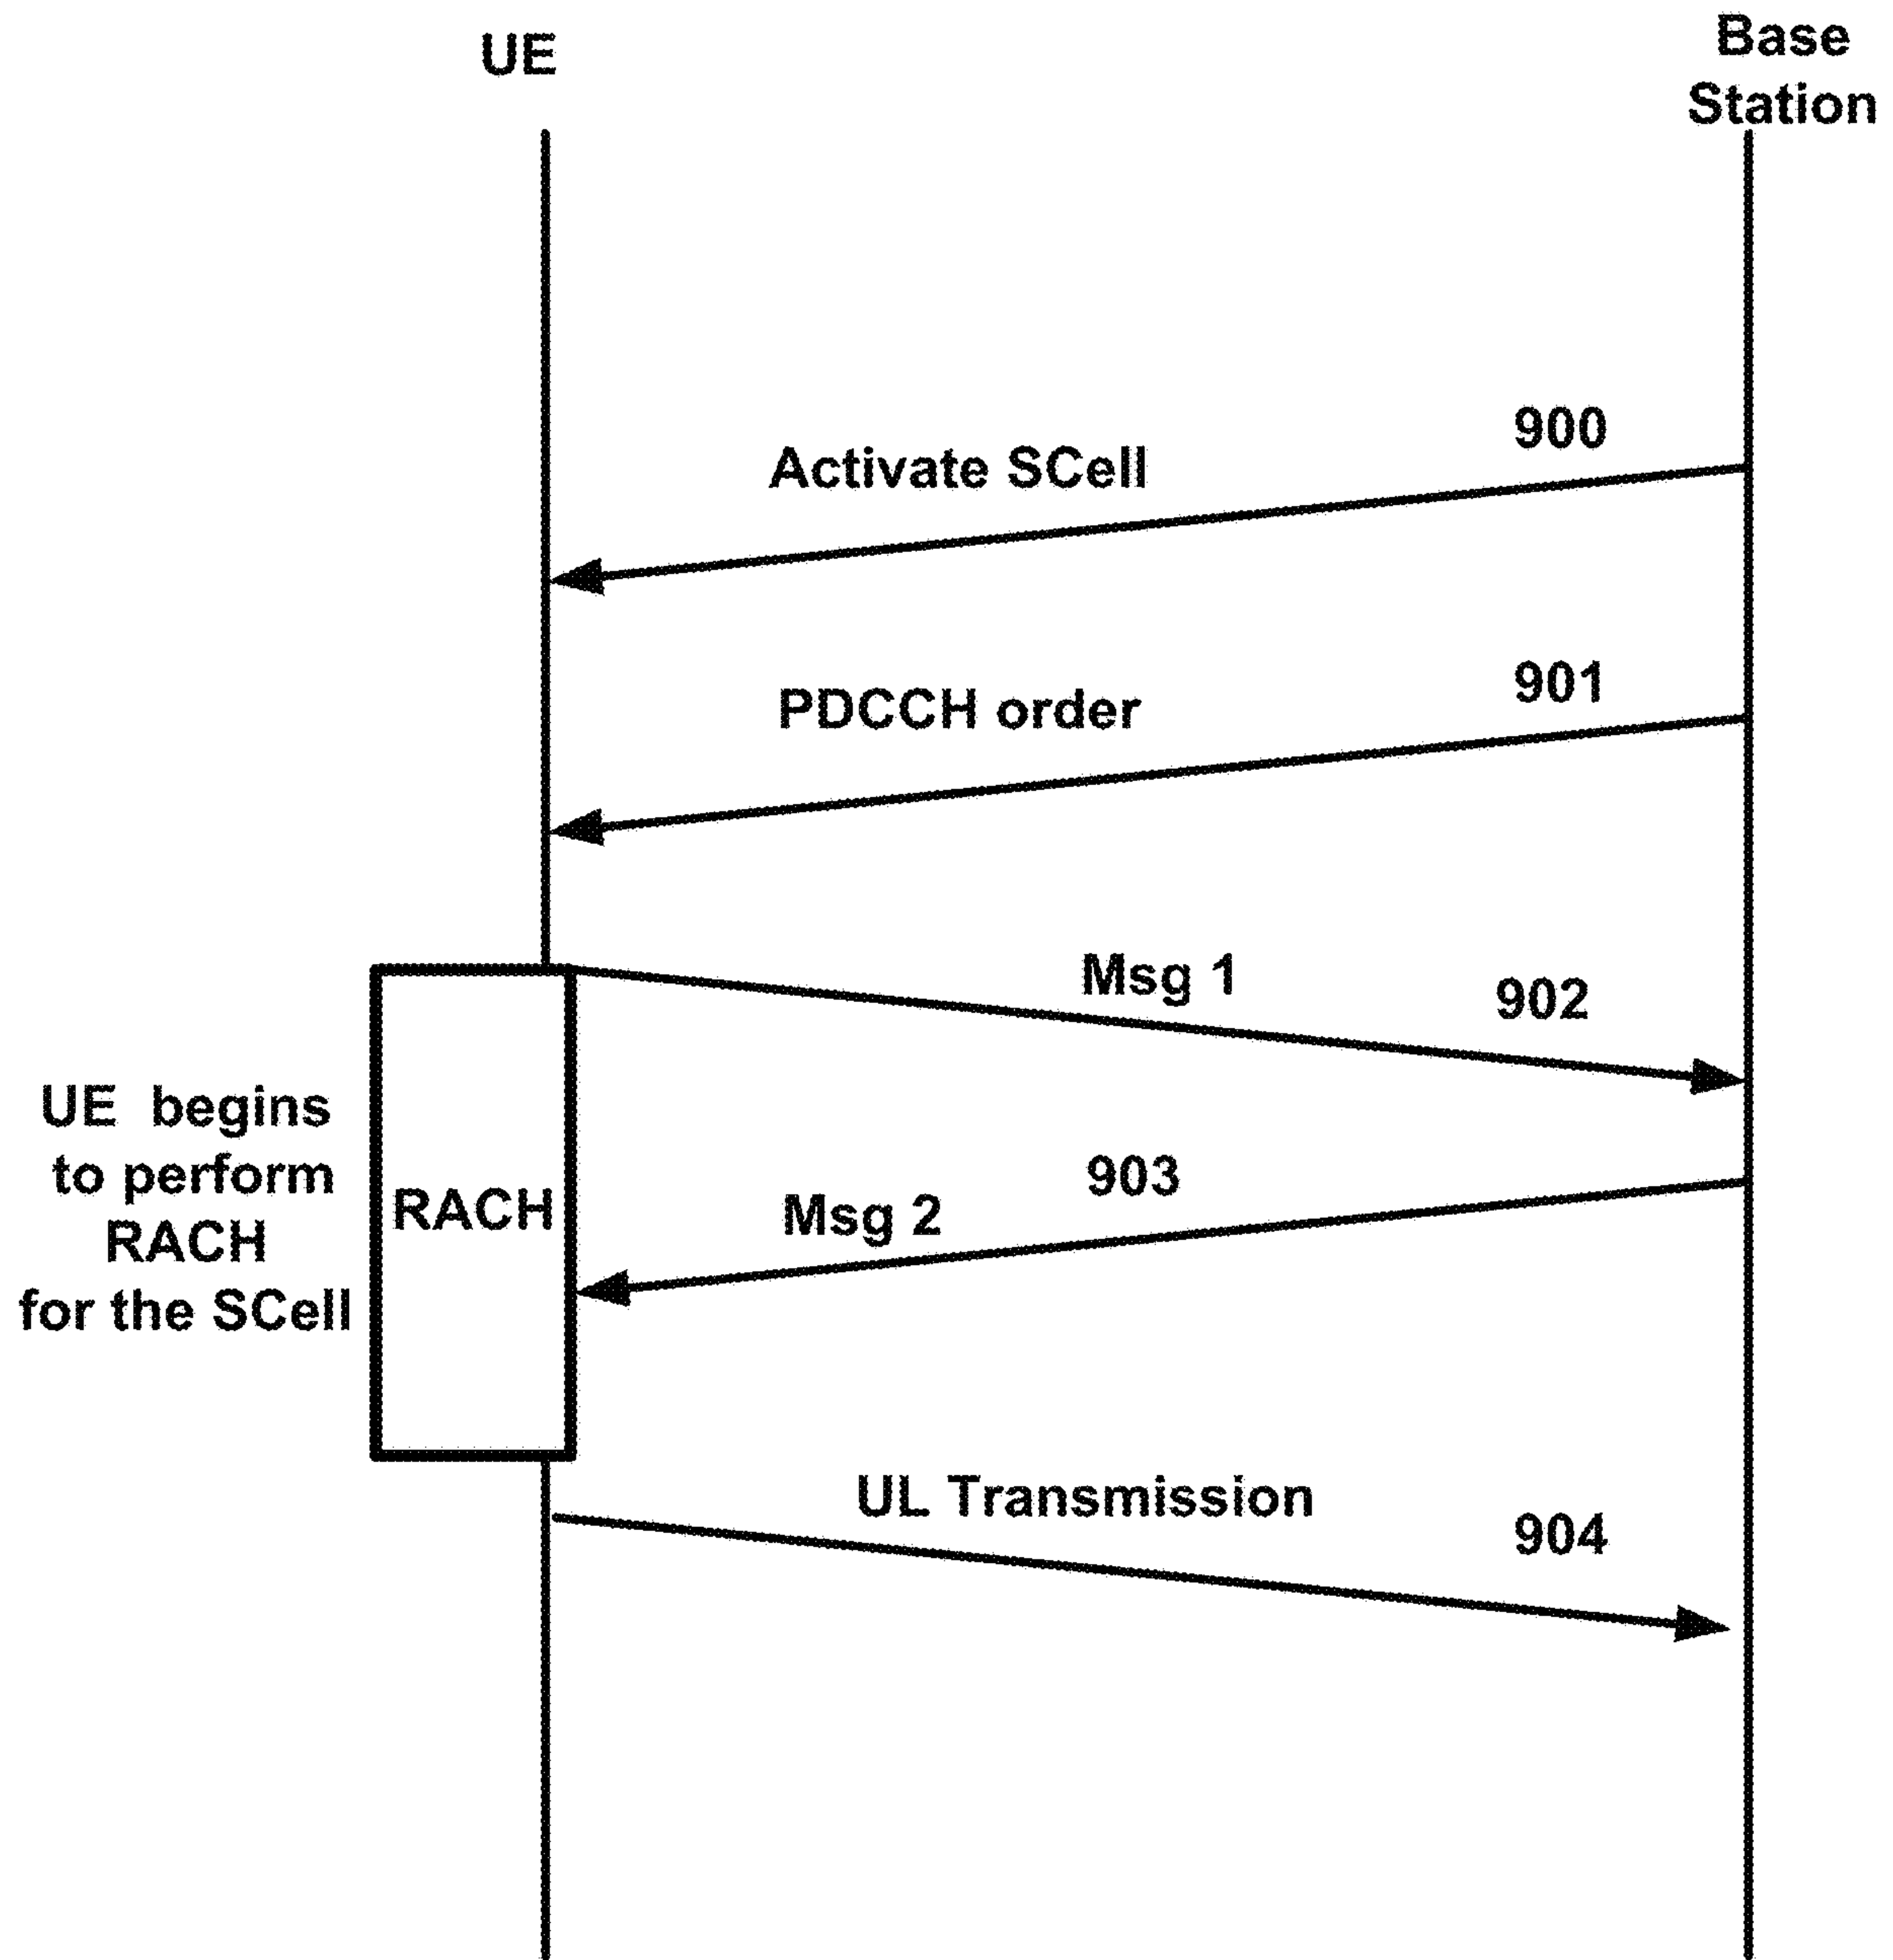 UE
Base
Station
900
Activate SCell
901
PDCCH order
Msg 1
902
UE begins
to perform
RACH
for the SCell
RACH
903
Msg 2
UL Transmission
904